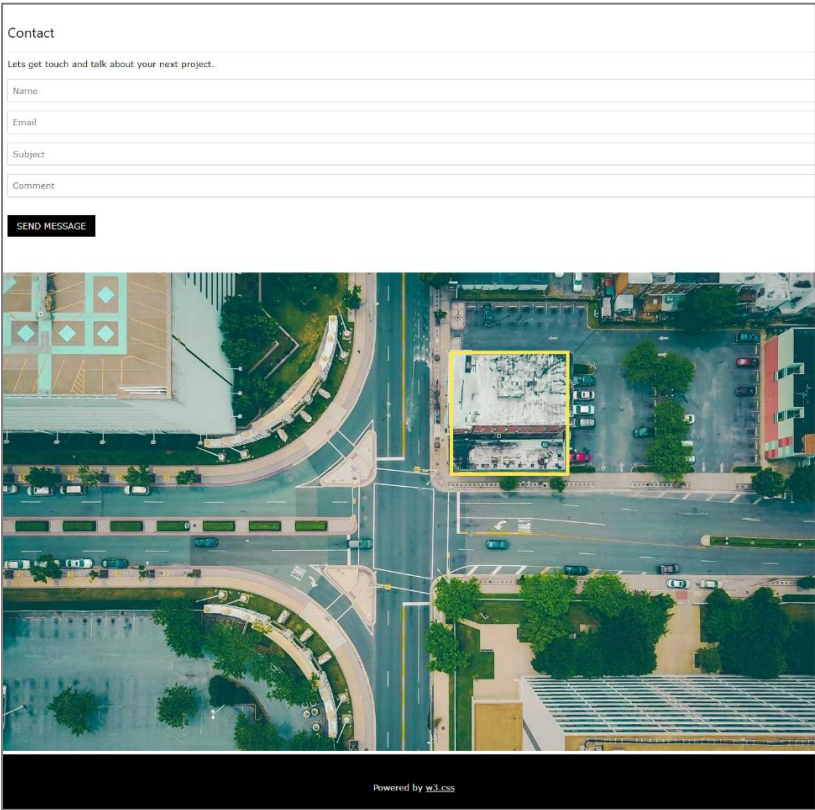 Contact
Lets get touch and talk about your next project.
Name
Email
Subject
Comment
SEND MESSAGE
Powered by w3.css